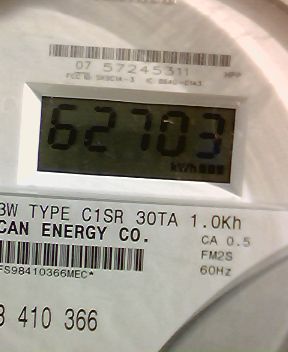 07 57245311 HPP
62703
kWh
3W TYPE C1SR 30TA 1.0Kh
CAN ENERGY CO. CA 0.5
FM2S
FS98410366MEC* 60Hz
3 410 366